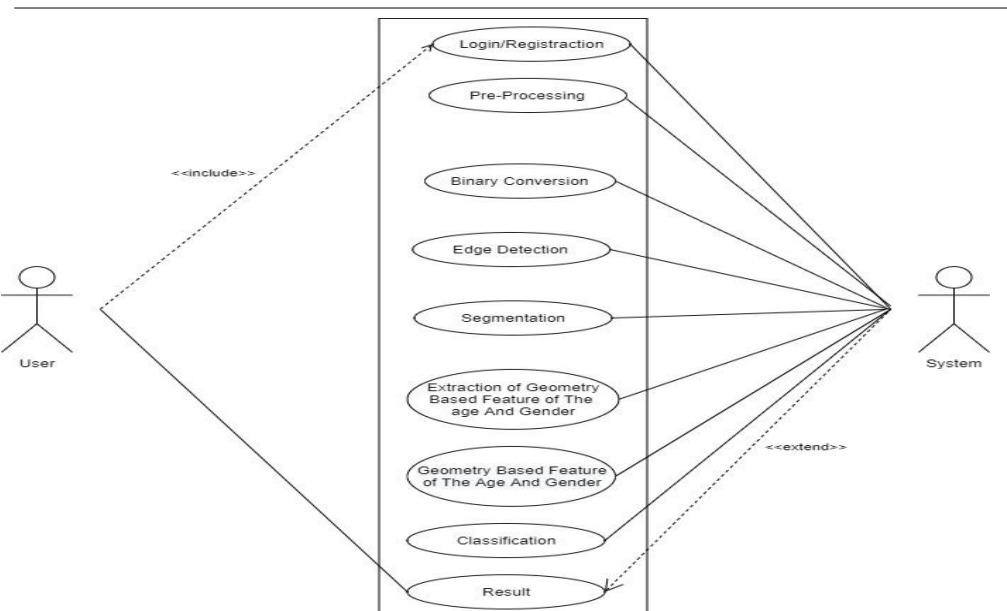 Login/Registraction
Pre-Processing
<<include>>
Binary Conversion
Edge Detection
Segmentation
User
System
Extraction of Geometry
Based Feature of The
age And Gender
<<extend>>
Geometry Based Feature
of The Age And Gender
Classification
Result